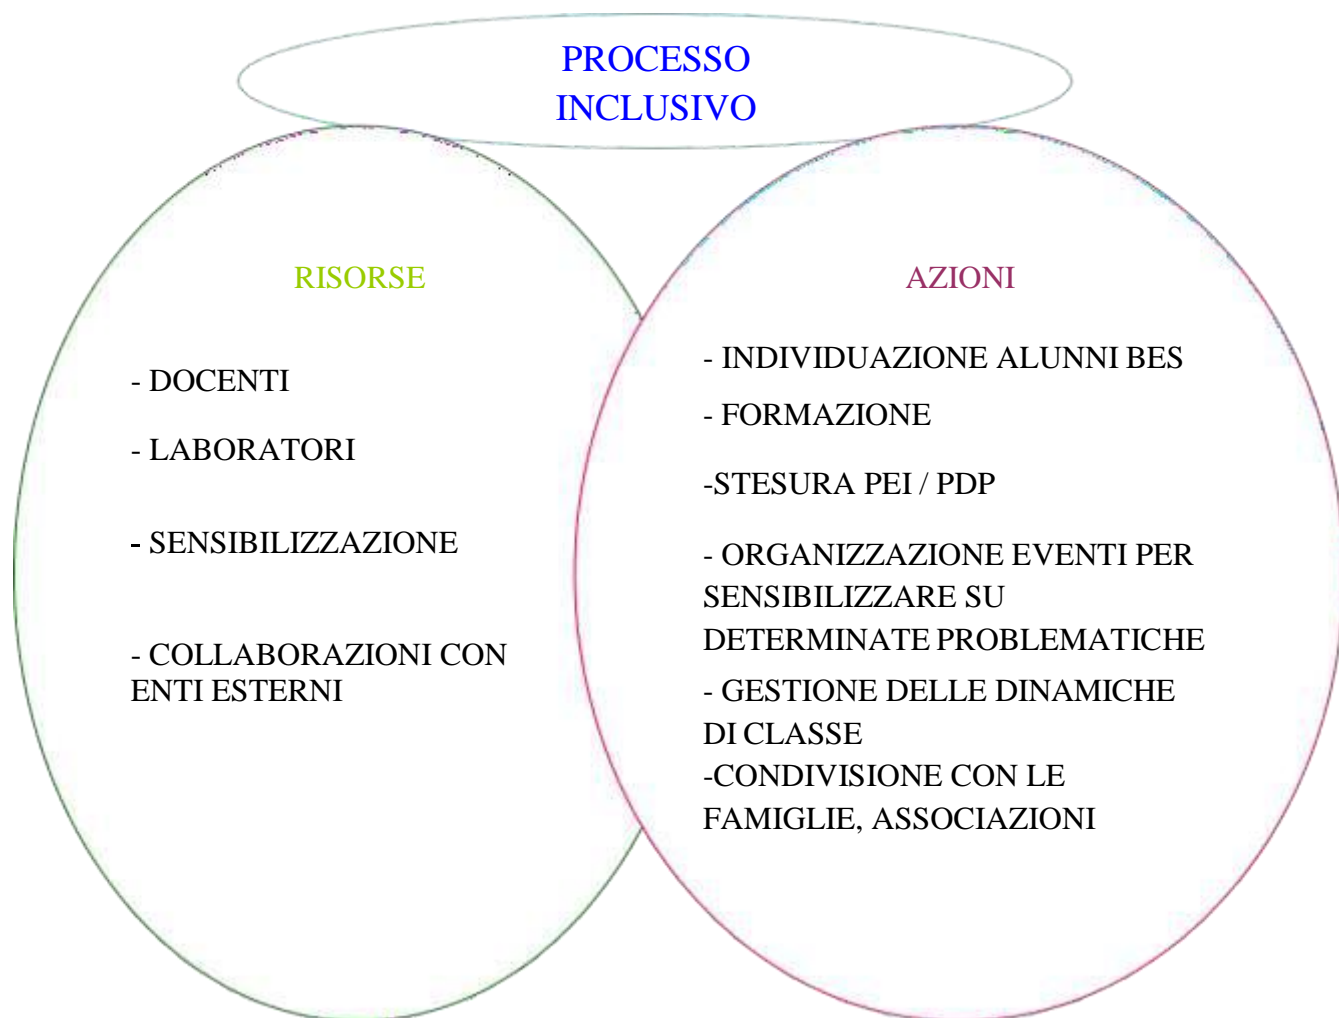 PROCESSO
INCLUSIVO
RISORSE
- DOCENTI
- LABORATORI
- SENSIBILIZZAZIONE
- COLLABORAZIONI CON
ENTI ESTERNI
AZIONI
- INDIVIDUAZIONE ALUNNI BES
- FORMAZIONE
-STESURA PEI / PDP
- ORGANIZZAZIONE EVENTI PER
SENSIBILIZZARE SU
DETERMINATE PROBLEMATICHE
- GESTIONE DELLE DINAMICHE
DI CLASSE
-CONDIVISIONE CON LE
FAMIGLIE, ASSOCIAZIONI